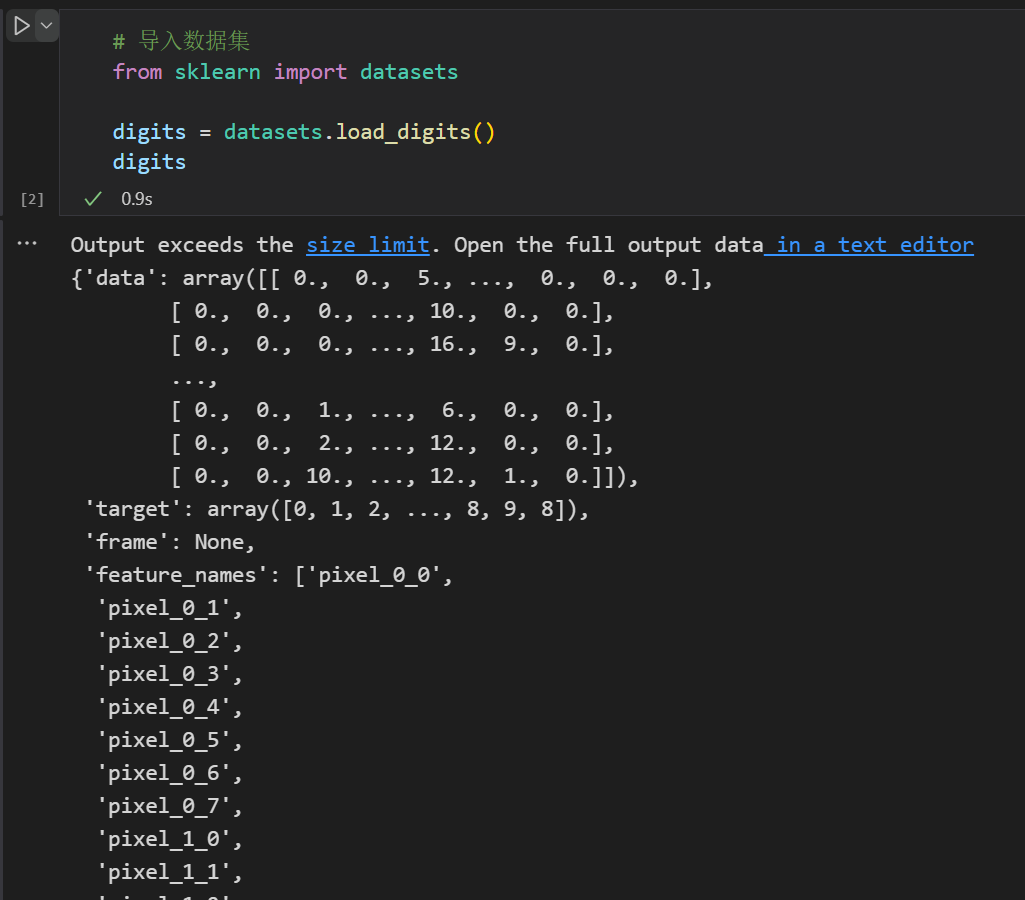 # 导入数据集
from sklearn import datasets
digits = datasets.load_digits()
digits
[2]
0.9s
Output exceeds the size limit. Open the full output data in a text editor
{'data': array([[ 0.,  0.,  5., ...,  0.,  0.,  0.],
[ 0.,  0.,  0., ..., 10.,  0.,  0.],
[ 0.,  0.,  0., ..., 16.,  9.,  0.],
...,
[ 0.,  0.,  1., ...,  6.,  0.,  0.],
[ 0.,  0.,  2., ..., 12.,  0.,  0.],
[ 0.,  0., 10., ..., 12.,  1.,  0.]]),
'target': array([0, 1, 2, ..., 8, 9, 8]),
'frame': None,
'feature_names': ['pixel_0_0',
'pixel_0_1',
'pixel_0_2',
'pixel_0_3',
'pixel_0_4',
'pixel_0_5',
'pixel_0_6',
'pixel_0_7',
'pixel_1_0',
'pixel_1_1',